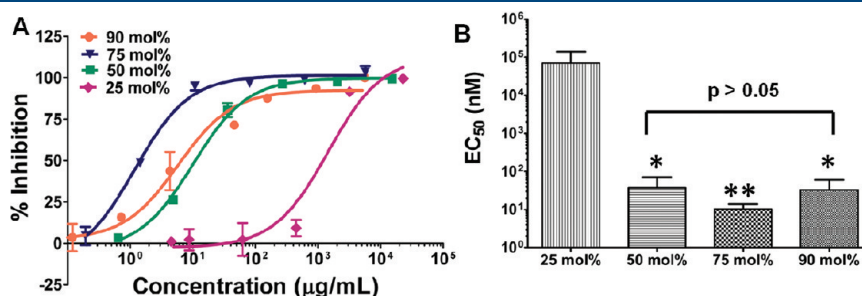 A
125
100
75
50
25
0
-25
% Inhibition
90 mol%
75 mol%
50 mol%
25 mol%
10⁰ 10¹ 10² 10³ 10⁴ 10⁵
Concentration (μg/mL)
B
10⁶
10⁵
10⁴
10³
10²
10¹
10⁰
EC₅₀ (nM)
p > 0.05
* ** *
25 mol% 50 mol% 75 mol% 90 mol%